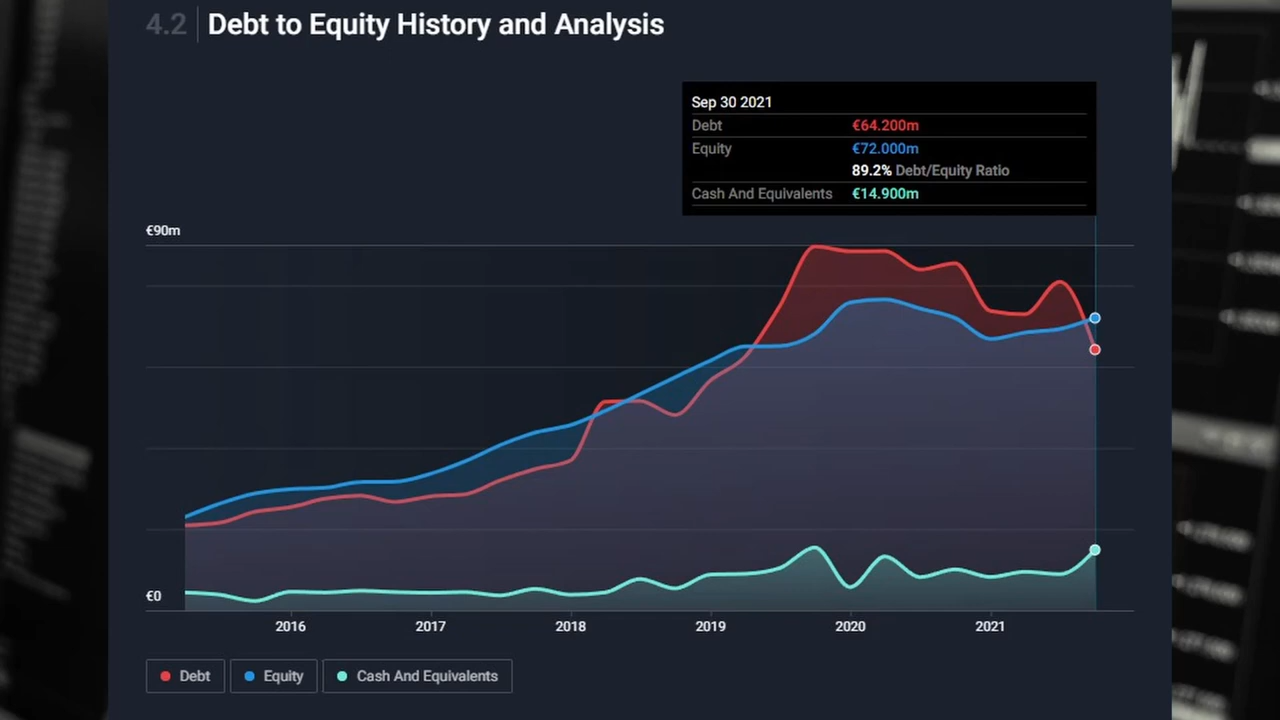 4.2 Debt to Equity History and Analysis
Sep 30 2021
Debt €64.200m
Equity €72.000m
89.2% Debt/Equity Ratio
Cash And Equivalents €14.900m
€90m
€0
2016 2017 2018 2019 2020 2021
Debt Equity Cash And Equivalents